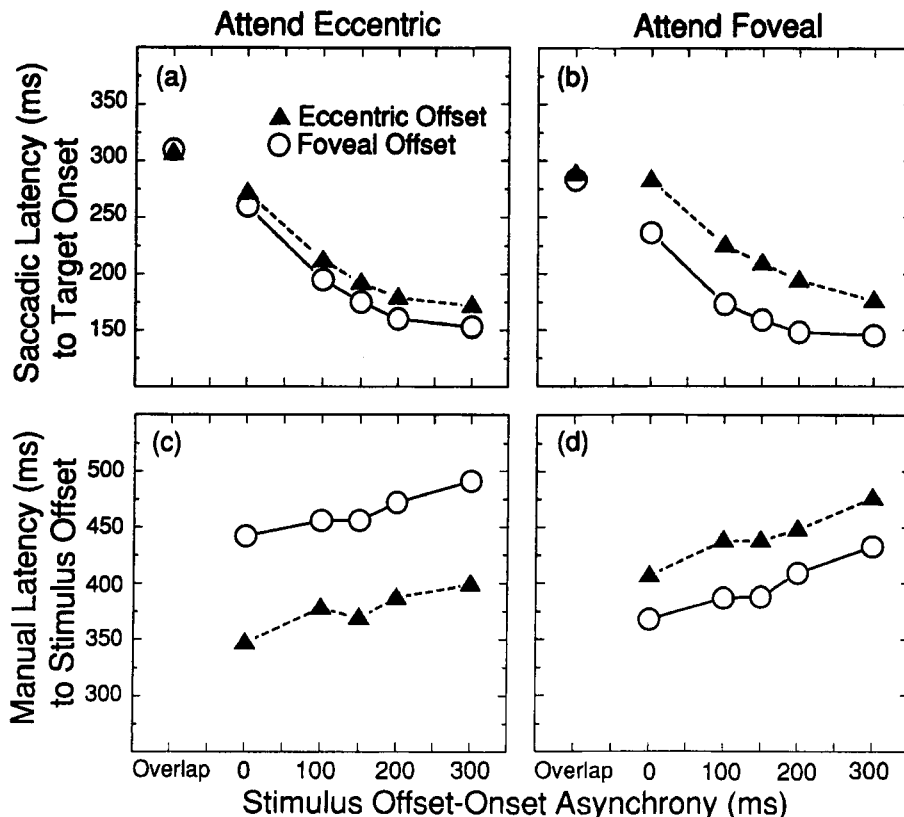 Attend Eccentric
Attend Foveal
Saccadic Latency (ms)
to Target Onset
350
300
250
200
150
(a)
▲ Eccentric Offset
○ Foveal Offset
(b)
Manual Latency (ms)
to Stimulus Offset
500
450
400
350
300
(c)
(d)
Overlap 0 100 200 300
Overlap 0 100 200 300
Stimulus Offset-Onset Asynchrony (ms)